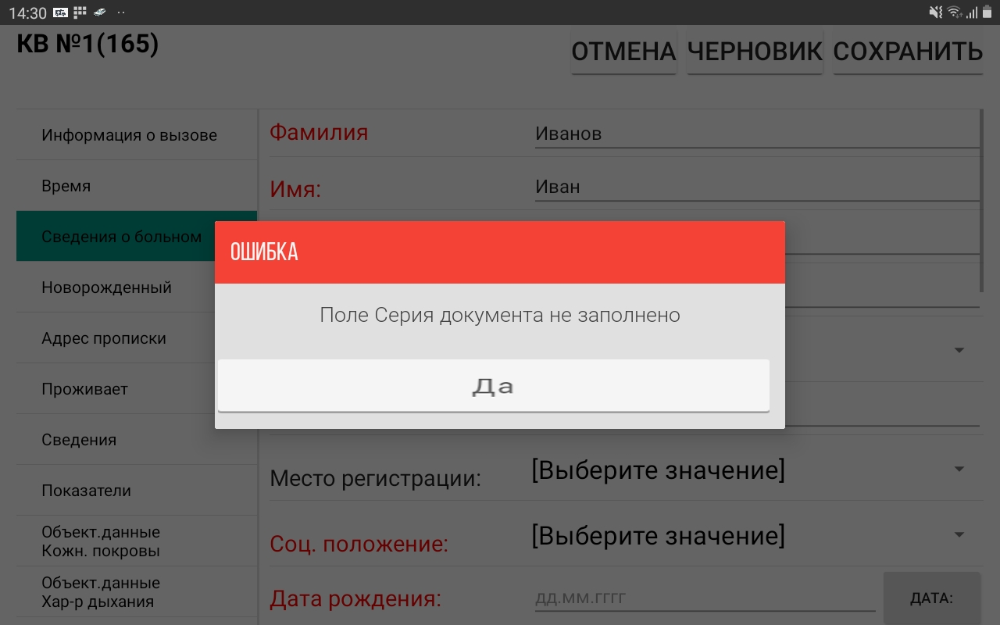 14:30
КВ №1(165)
ОТМЕНА ЧЕРНОВИК СОХРАНИТЬ
Информация о вызове
Время
Сведения о больном
Новорожденный
Адрес прописки
Проживает
Сведения
Показатели
Объект.данные
Кожн. покровы
Объект.данные
Хар-р дыхания
Фамилия Иванов
Имя: Иван
ОШИБКА
Поле Серия документа не заполнено
Да
Место регистрации: [Выберите значение]
Соц. положение: [Выберите значение]
Дата рождения: дд.мм.гггг ДАТА: